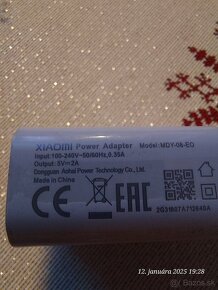 XIAOMI Power Adapter Model:MDY-08-EO
Input:100-240V~50/60Hz,0.35A
Output:5V⎓2A
Dongguan Aohai Power Technology Co., Ltd.
Made in China
CE
EAC
12. januára 2025 19:28
Bazos.sk